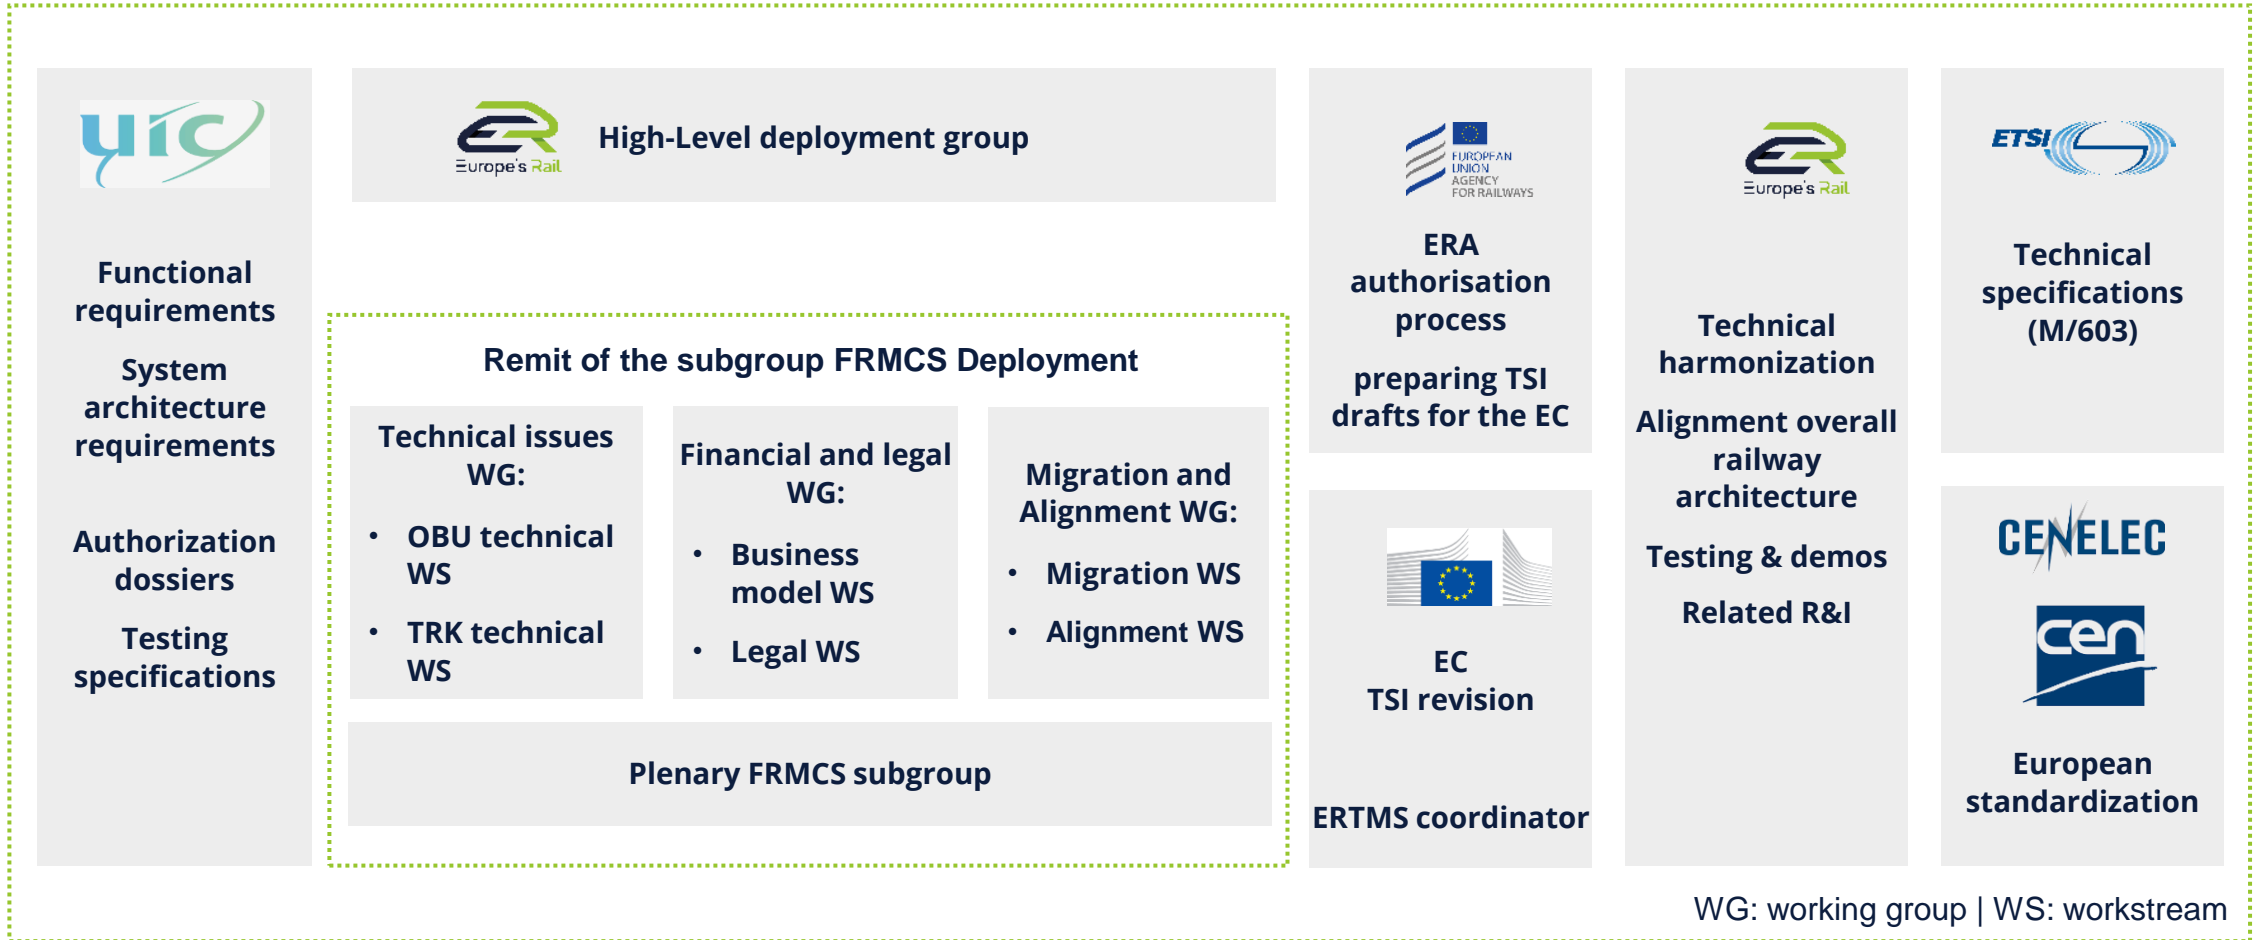 uic
Functional
requirements
System
architecture
requirements
Authorization
dossiers
Testing
specifications
Europe's Rail
High-Level deployment group
Remit of the subgroup FRMCS Deployment
Technical issues
WG:
• OBU technical
WS
• TRK technical
WS
Financial and legal
WG:
• Business
model WS
• Legal WS
Migration and
Alignment WG:
• Migration WS
• Alignment WS
Plenary FRMCS subgroup
EUROPEAN
UNION
AGENCY
FOR RAILWAYS
ERA
authorisation
process
preparing TSI
drafts for the EC
EC
TSI revision
ERTMS coordinator
Europe's Rail
Technical
harmonization
Alignment overall
railway
architecture
Testing & demos
Related R&I
ETSI
Technical
specifications
(M/603)
CENELEC
cen
European
standardization
WG: working group | WS: workstream